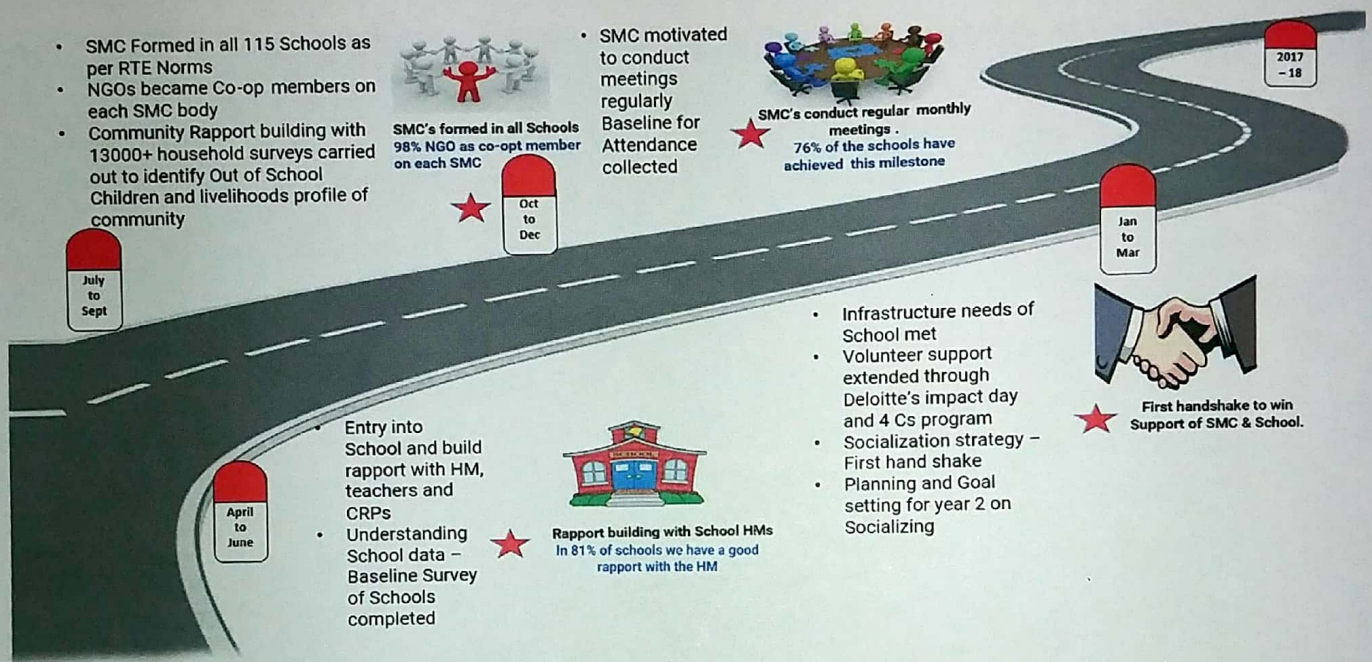 • SMC Formed in all 115 Schools as
per RTE Norms
• NGOs became Co-op members on
each SMC body
• Community Rapport building with
13000+ household surveys carried
out to identify Out of School
Children and livelihoods profile of
community
SMC's formed in all Schools
98% NGO as co-opt member
on each SMC
• SMC motivated
to conduct
meetings
regularly
Baseline for
Attendance
collected
SMC's conduct regular monthly
meetings .
76% of the schools have
achieved this milestone
2017
– 18
July
to
Sept
Oct
to
Dec
Jan
to
Mar
April
to
June
• Entry into
School and build
rapport with HM,
teachers and
CRPs
• Understanding
School data –
Baseline Survey
of Schools
completed
SCHOOL
Rapport building with School HMs
In 81% of schools we have a good
rapport with the HM
• Infrastructure needs of
School met
• Volunteer support
extended through
Deloitte's impact day
and 4 Cs program
• Socialization strategy –
First hand shake
• Planning and Goal
setting for year 2 on
Socializing
First handshake to win
Support of SMC & School.